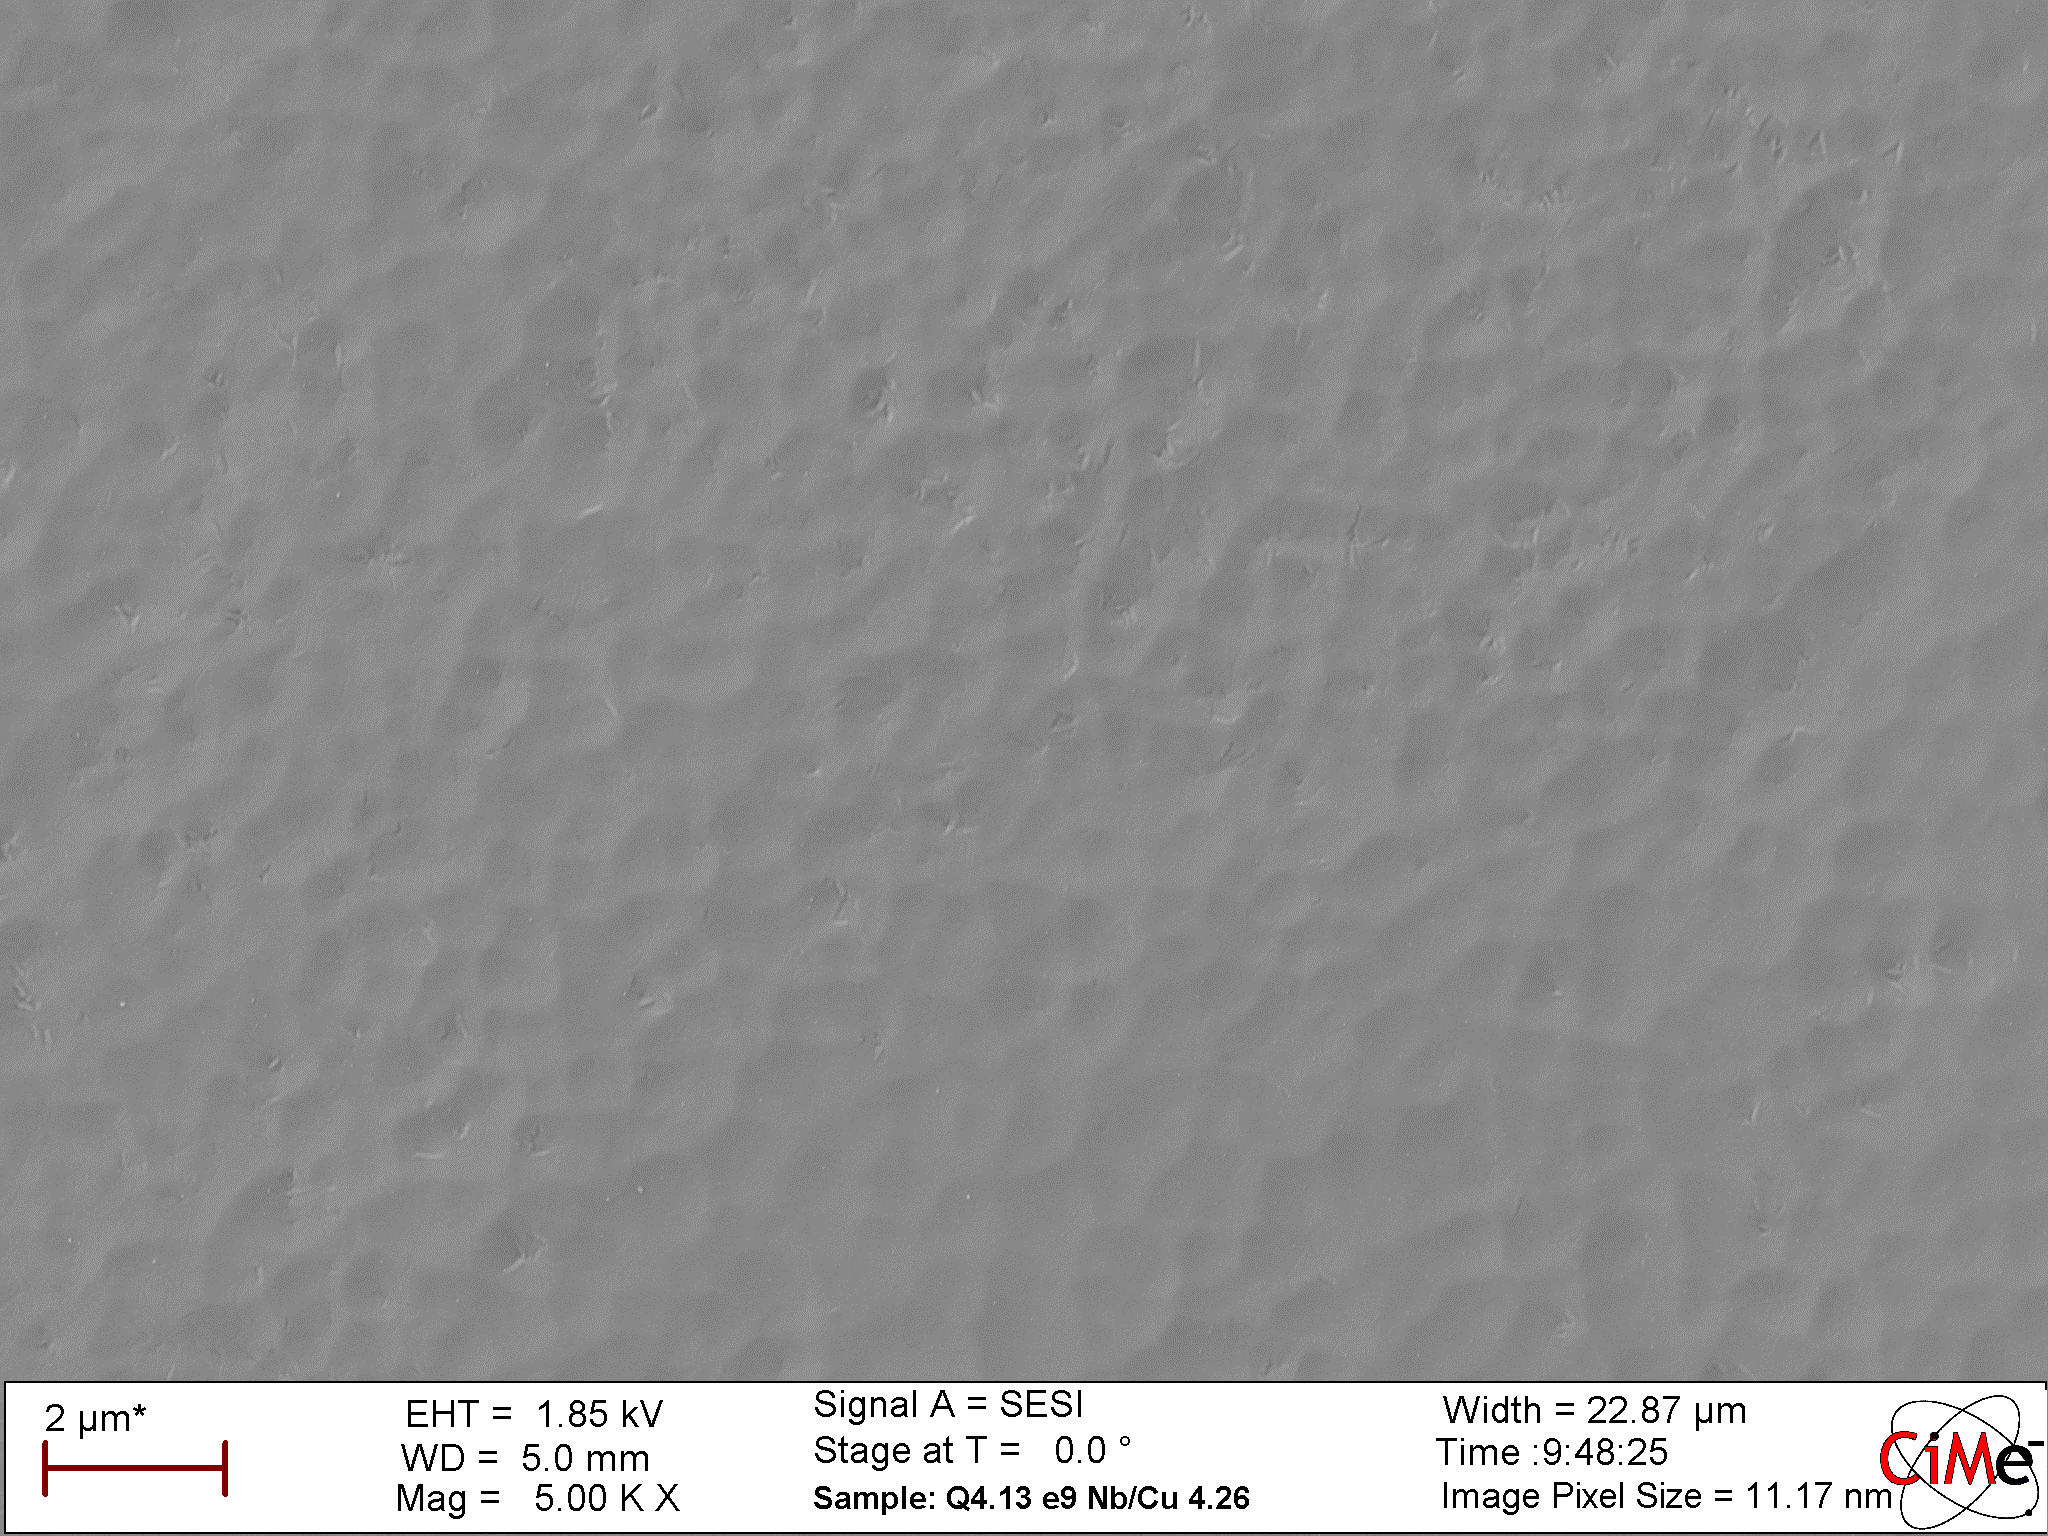 2 µm*
EHT = 1.85 kV
WD = 5.0 mm
Mag = 5.00 K X
Signal A = SESI
Stage at T = 0.0 °
Sample: Q4.13 e9 Nb/Cu 4.26
Width = 22.87 µm
Time :9:48:25
Image Pixel Size = 11.17 nm
CiMe-